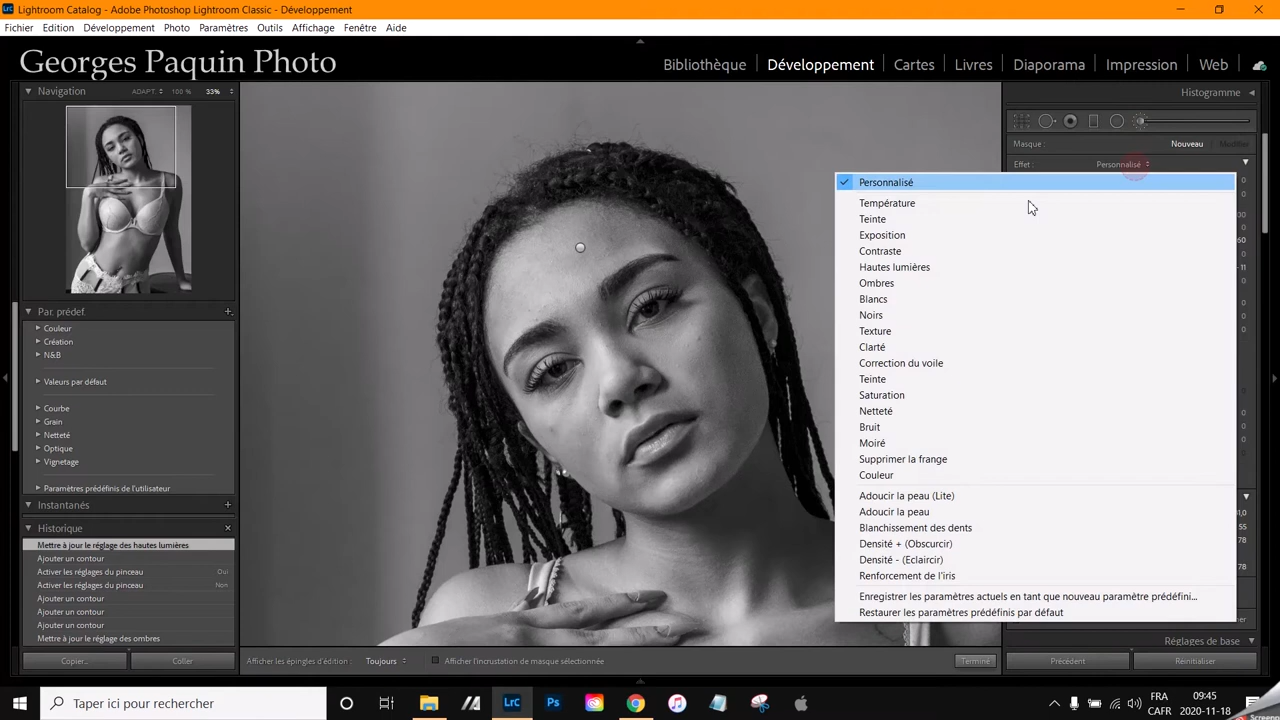 Lightroom Catalog - Adobe Photoshop Lightroom Classic - Développement
Fichier Edition Développement Photo Paramètres Outils Affichage Fenêtre Aide
Georges Paquin Photo
Bibliothèque Développement Cartes Livres Diaporama Impression Web
Navigation ADAPT. 100 % 33%
Histogramme
Masque : Nouveau Modifier
Effet : Personnalisé
Personnalisé
Température
Teinte
Exposition
Contraste
Hautes lumières
Ombres
Blancs
Noirs
Texture
Clarté
Correction du voile
Teinte
Saturation
Netteté
Bruit
Moiré
Supprimer la frange
Couleur
Adoucir la peau (Lite)
Adoucir la peau
Blanchissement des dents
Densité + (Obscurcir)
Densité - (Eclaircir)
Renforcement de l'iris
Enregistrer les paramètres actuels en tant que nouveau paramètre prédéfini...
Restaurer les paramètres prédéfinis par défaut
Par. prédéf.
Couleur
Création
N&B
Valeurs par défaut
Courbe
Grain
Netteté
Optique
Vignetage
Paramètres prédéfinis de l'utilisateur
Instantanés
Historique
Mettre à jour le réglage des hautes lumières
Ajouter un contour
Activer les réglages du pinceau Oui
Activer les réglages du pinceau Non
Ajouter un contour
Ajouter un contour
Ajouter un contour
Mettre à jour le réglage des ombres
Réglages de base
Copier... Coller
Afficher les épingles d'édition : Toujours Afficher l'incrustation de masque sélectionnée Terminé
Précédent Réinitialiser
Taper ici pour rechercher
LrC Ps
FRA
CAFR
09:45
2020-11-18